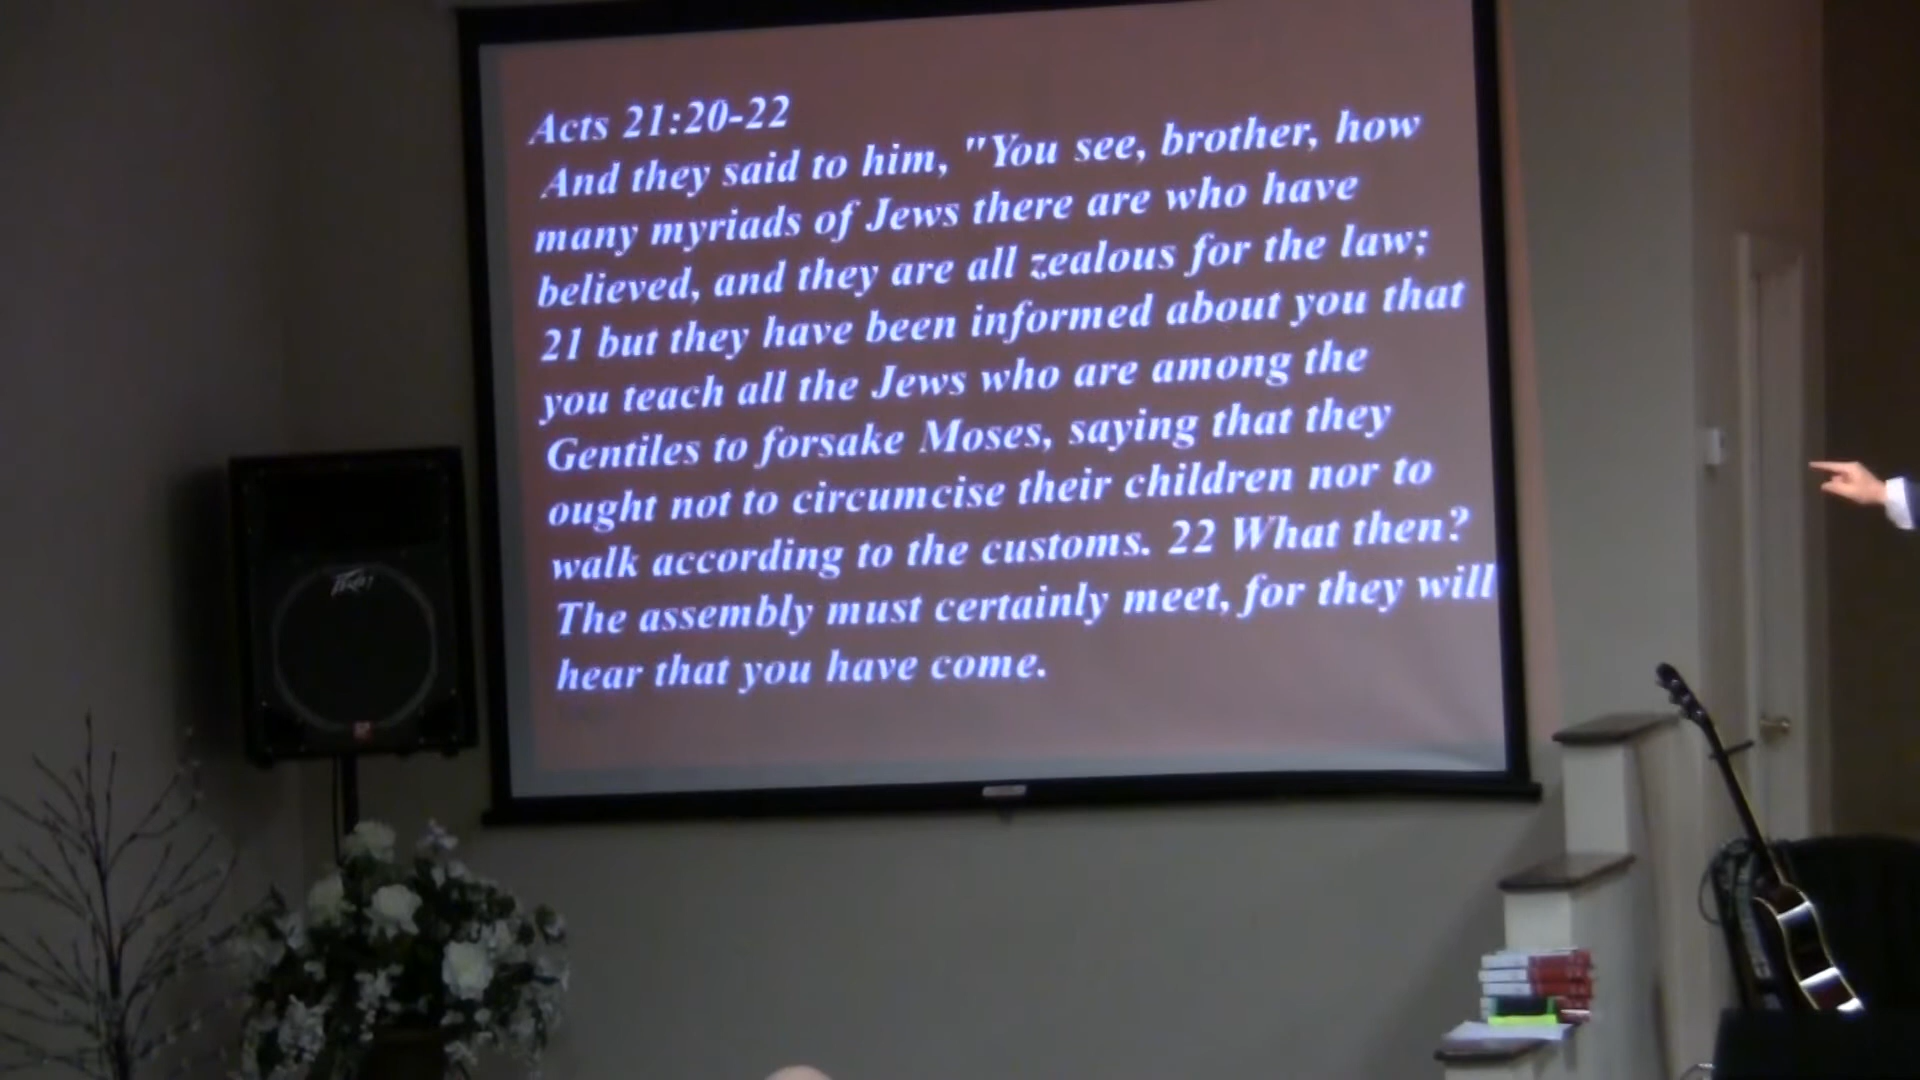 Acts 21:20-22
And they said to him, "You see, brother, how
many myriads of Jews there are who have
believed, and they are all zealous for the law;
21 but they have been informed about you that
you teach all the Jews who are among the
Gentiles to forsake Moses, saying that they
ought not to circumcise their children nor to
walk according to the customs. 22 What then?
The assembly must certainly meet, for they will
hear that you have come.
PEAVEY